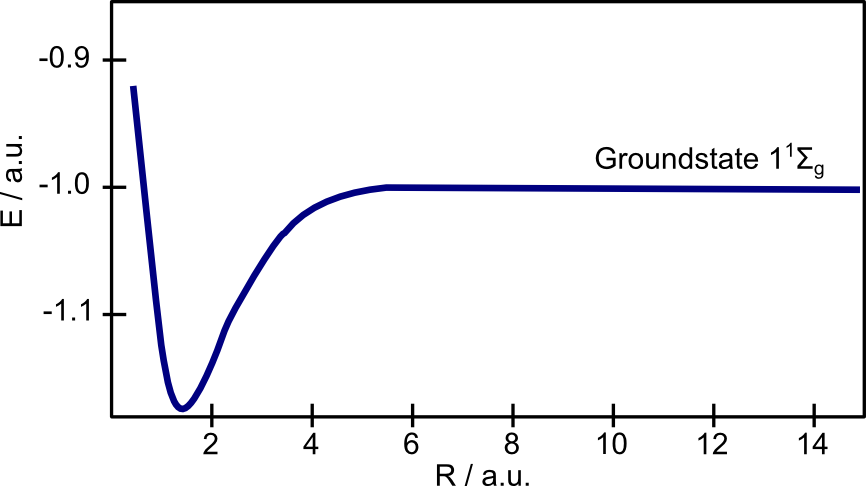 -0.9
-1.0
-1.1
E / a.u.
Groundstate 1¹Σg
2 4 6 8 10 12 14
R / a.u.